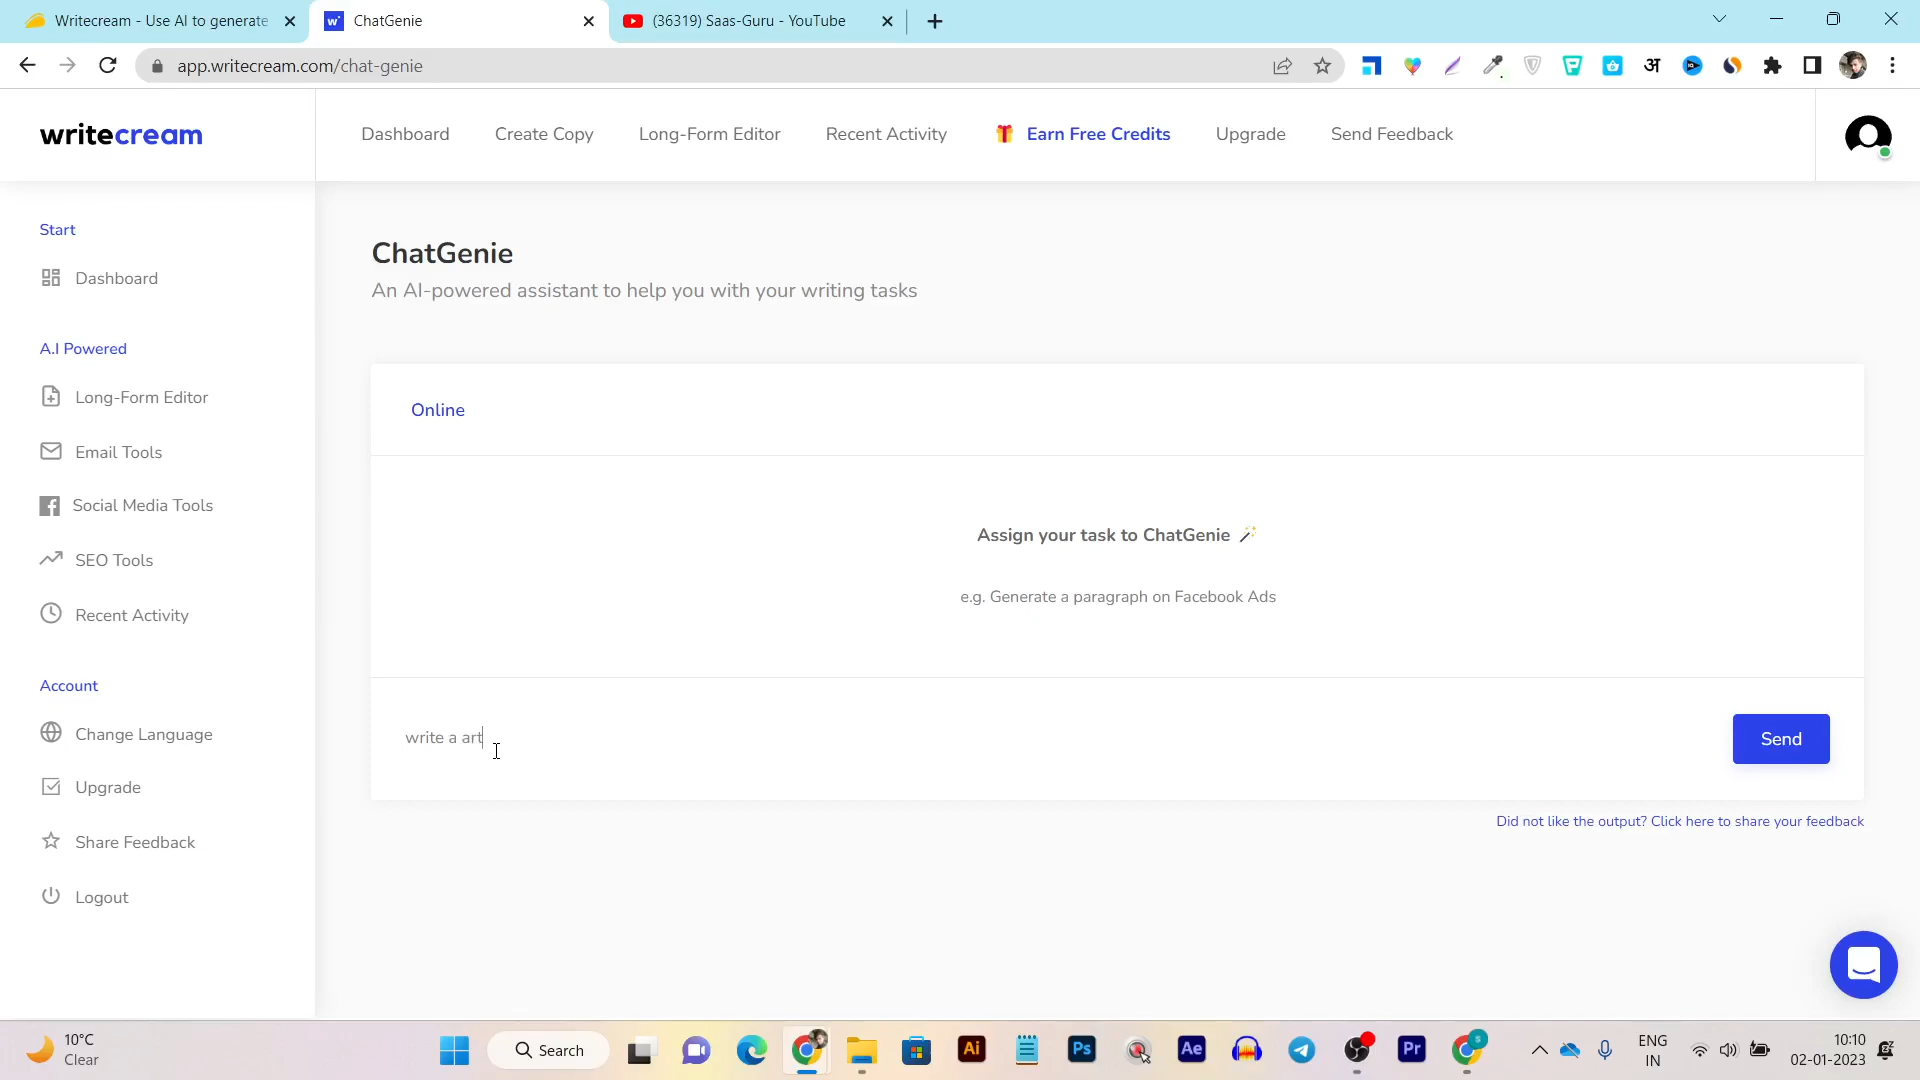 Writecream - Use AI to generate
ChatGenie
(36319) Saas-Guru - YouTube
app.writecream.com/chat-genie
अ
writecream
Dashboard
Create Copy
Long-Form Editor
Recent Activity
Earn Free Credits
Upgrade
Send Feedback
Start
Dashboard
A.I Powered
Long-Form Editor
Email Tools
Social Media Tools
SEO Tools
Recent Activity
Account
Change Language
Upgrade
Share Feedback
Logout
ChatGenie
An AI-powered assistant to help you with your writing tasks
Online
Assign your task to ChatGenie
e.g. Generate a paragraph on Facebook Ads
write a art
Send
Did not like the output? Click here to share your feedback
10°C
Clear
Search
Ai
Ps
Ae
Pr
ENG
IN
10:10
02-01-2023